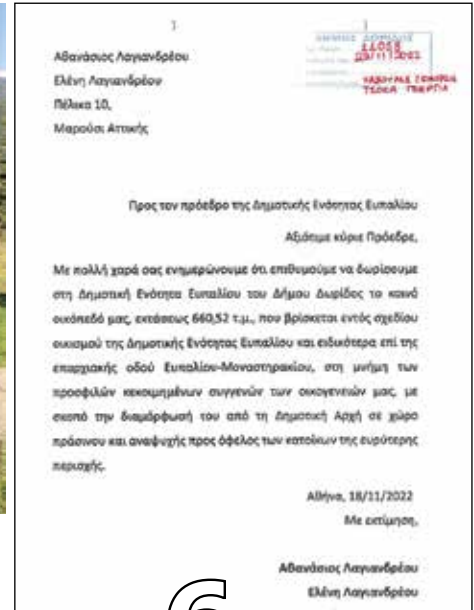 Αθανάσιος Λαγιανδρέου
Ελένη Λαγιανδρέου
Πέλικα 10,
Μαρούσι Αττικής
11058
ΓΕΩΡΓΙΑ
Προς τον πρόεδρο της Δημοτικής Ενότητας Ευπαλίου
Αξιότιμε κύριε Πρόεδρε,
Με πολλή χαρά σας ενημερώνουμε ότι επιθυμούμε να δωρίσουμε
στη Δημοτική Ενότητα Ευπαλίου του Δήμου Δωρίδος το κοινό
οικόπεδό μας, εκτάσεως 660,52 τ.μ., που βρίσκεται εντός σχεδίου
οικισμού της Δημοτικής Ενότητας Ευπαλίου και ειδικότερα επί της
επαρχιακής οδού Ευπαλίου-Μοναστηρακίου, στη μνήμη των
προσφιλών κεκοιμημένων συγγενών των οικογενειών μας, με
σκοπό την διαμόρφωσή του από τη Δημοτική Αρχή σε χώρο
πράσινου και αναψυχής προς όφελος των κατοίκων της ευρύτερης
περιοχής.
Αθήνα, 18/11/2022
Με εκτίμηση,
Αθανάσιος Λαγιανδρέου
Ελένη Λαγιανδρέου